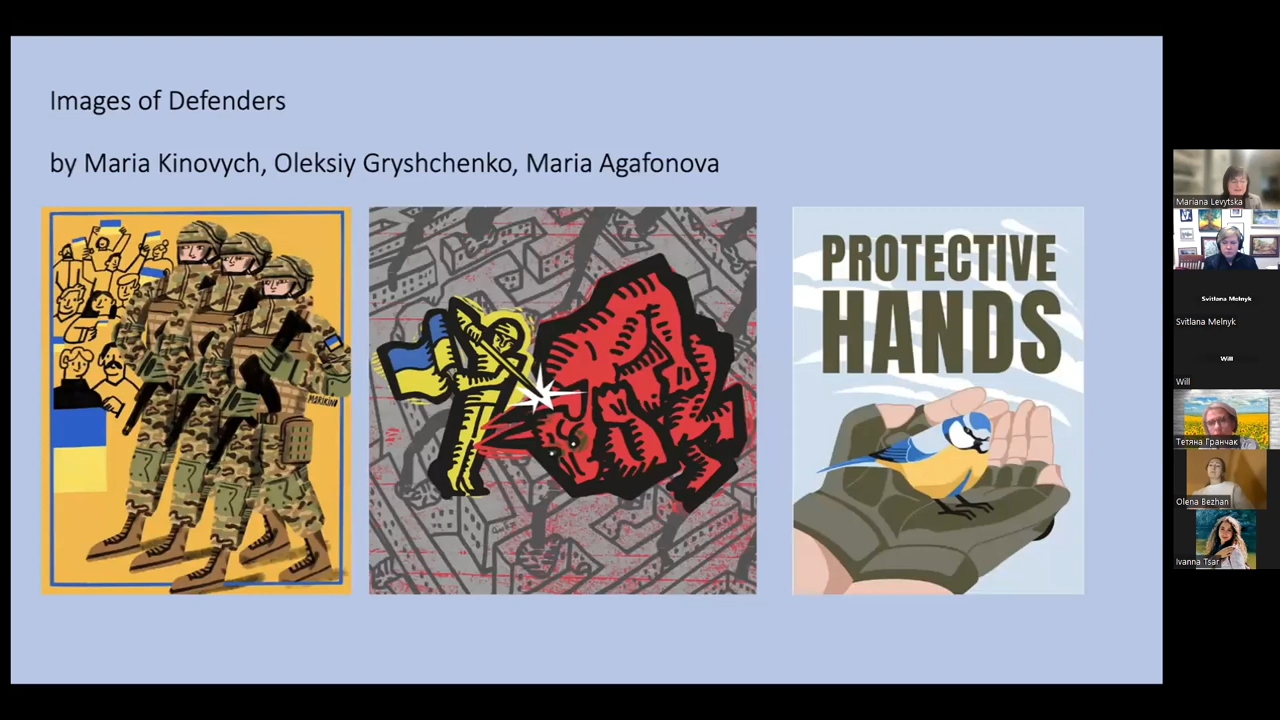 Images of Defenders
by Maria Kinovych, Oleksiy Gryshchenko, Maria Agafonova
MARIKINO
PROTECTIVE
HANDS
Mariana Levytska
Svitlana Melnyk
Svitlana Melnyk
Will
Will
Тетяна Гранчак
Olena Bezhan
Ivanna Tsar